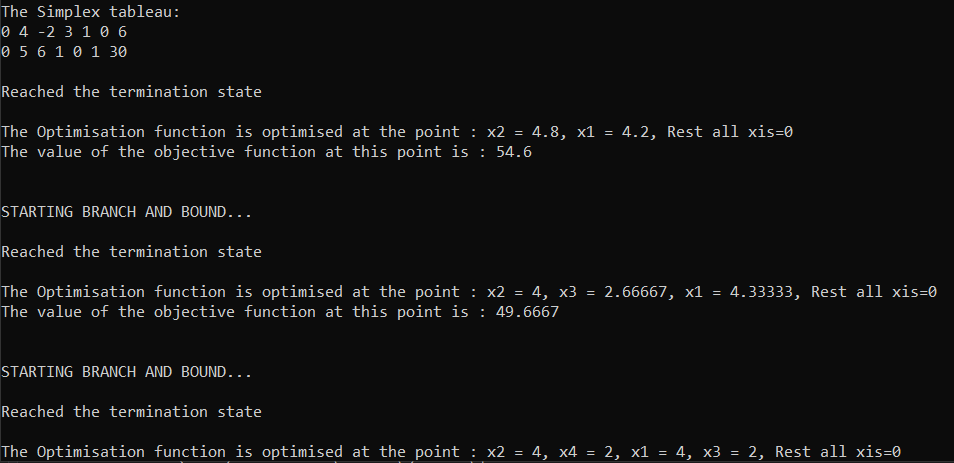 The Simplex tableau:
0 4 -2 3 1 0 6
0 5 6 1 0 1 30
Reached the termination state
The Optimisation function is optimised at the point : x2 = 4.8, x1 = 4.2, Rest all xis=0
The value of the objective function at this point is : 54.6
STARTING BRANCH AND BOUND...
Reached the termination state
The Optimisation function is optimised at the point : x2 = 4, x3 = 2.66667, x1 = 4.33333, Rest all xis=0
The value of the objective function at this point is : 49.6667
STARTING BRANCH AND BOUND...
Reached the termination state
The Optimisation function is optimised at the point : x2 = 4, x4 = 2, x1 = 4, x3 = 2, Rest all xis=0